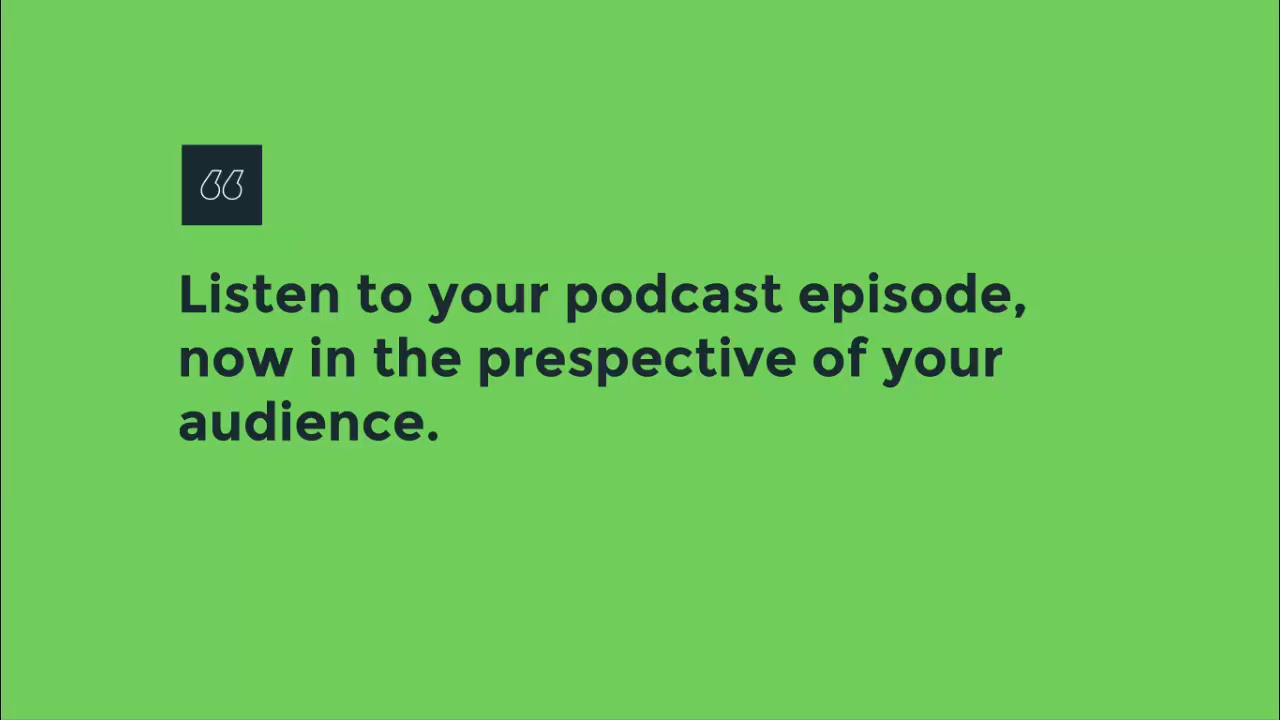 “
Listen to your podcast episode,
now in the prespective of your
audience.